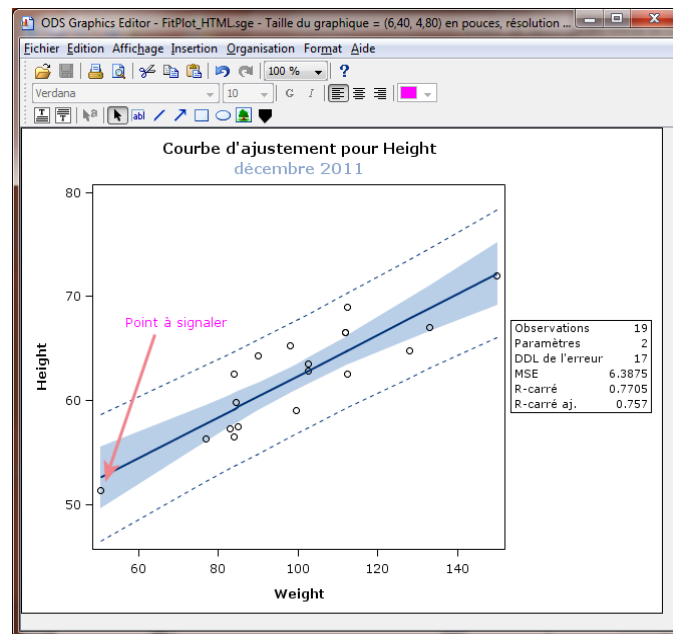 ODS Graphics Editor - FitPlot_HTML.sge - Taille du graphique = (6,40, 4,80) en pouces, résolution ...
Fichier Edition Affichage Insertion Organisation Format Aide
100 % ?
Verdana 10 G I
abI
Courbe d'ajustement pour Height
décembre 2011
80
70
60
50
Height
Point à signaler
Observations 19
Paramètres 2
DDL de l'erreur 17
MSE 6.3875
R-carré 0.7705
R-carré aj. 0.757
60 80 100 120 140
Weight